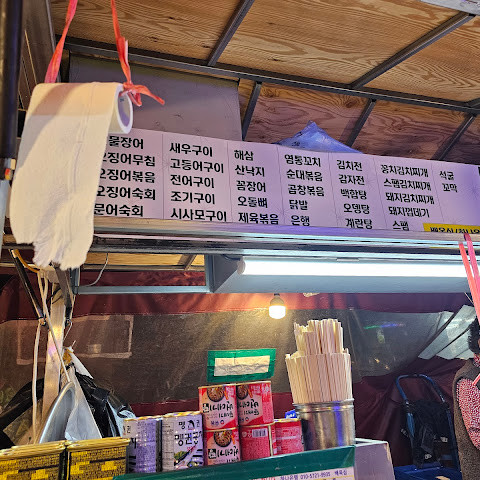 물장어
오징어무침
오징어볶음
오징어숙회
문어숙회
새우구이
고등어구이
전어구이
조기구이
시사모구이
해삼
산낙지
꼼장어
오돌뼈
제육볶음
염통꼬치
순대볶음
곱창볶음
닭발
은행
김치전
감자전
백합탕
오뎅탕
계란탕
꽁치김치찌개
스팸김치찌개
돼지김치찌개
돼지껍데기
스팸
석굴
꼬막